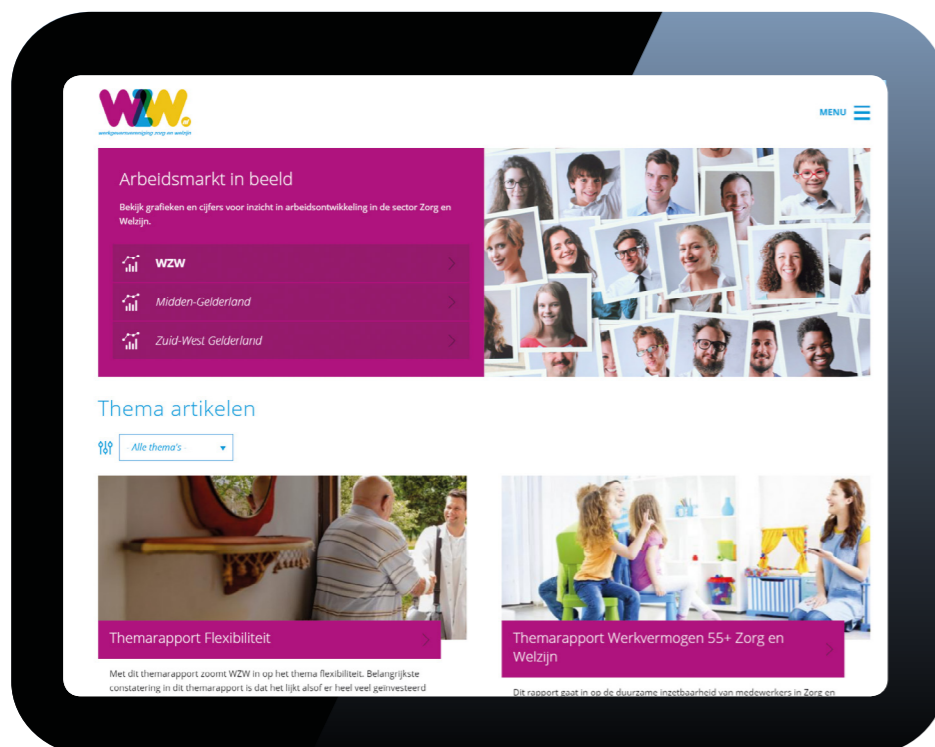 WZW.nl
werkgeversvereniging zorg en welzijn
MENU
Arbeidsmarkt in beeld
Bekijk grafieken en cijfers voor inzicht in arbeidsontwikkeling in de sector Zorg en
Welzijn.
WZW
Midden-Gelderland
Zuid-West Gelderland
Thema artikelen
- Alle thema's -
Themarapport Flexibiliteit
Met dit themarapport zoomt WZW in op het thema flexibiliteit. Belangrijkste
constatering in dit themarapport is dat het lijkt alsof er heel veel geïnvesteerd
Themarapport Werkvermogen 55+ Zorg en
Welzijn
Dit rapport gaat in op de duurzame inzetbaarheid van medewerkers in Zorg en